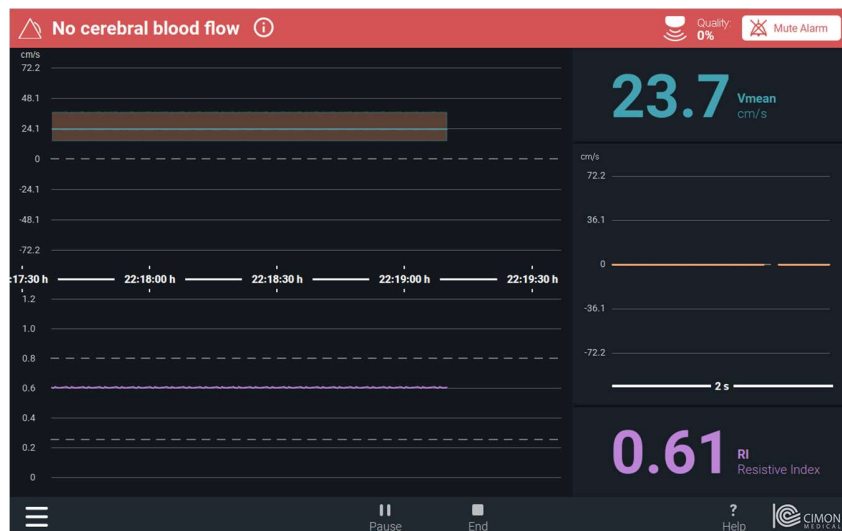 No cerebral blood flow
Quality:
0%
Mute Alarm
cm/s
72.2
48.1
24.1
0
-24.1
-48.1
-72.2
:17:30 h
22:18:00 h
22:18:30 h
22:19:00 h
22:19:30 h
1.2
1.0
0.8
0.6
0.4
0.2
0
23.7
Vmean
cm/s
cm/s
72.2
36.1
0
-36.1
-72.2
2 s
0.61
RI
Resistive Index
Pause
End
?
Help
CIMON
MEDICAL